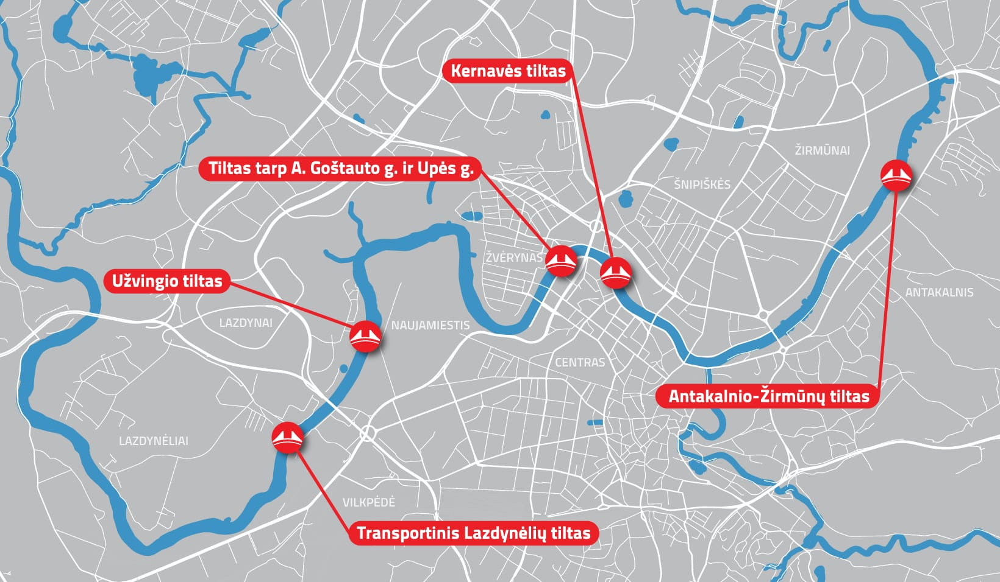 Kernavės tiltas
ŽIRMŪNAI
Tiltas tarp A. Goštauto g. ir Upės g.
ŠNIPIŠKĖS
ŽVĖRYNAS
Užvingio tiltas
ANTAKALNIS
LAZDYNAI
NAUJAMIESTIS
CENTRAS
Antakalnio-Žirmūnų tiltas
LAZDYNĖLIAI
VILKPĖDĖ
Transportinis Lazdynėlių tiltas